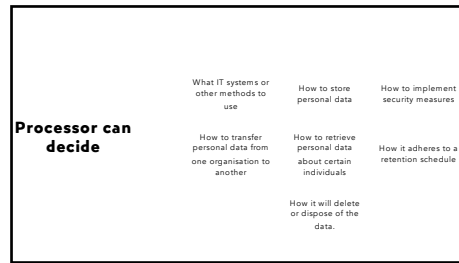 Processor can
decide
What IT systems or
other methods to
use
How to store
personal data
How to implement
security measures
How to transfer
personal data from
one organisation to
another
How to retrieve
personal data
about certain
individuals
How it adheres to a
retention schedule
How it will delete
or dispose of the
data.